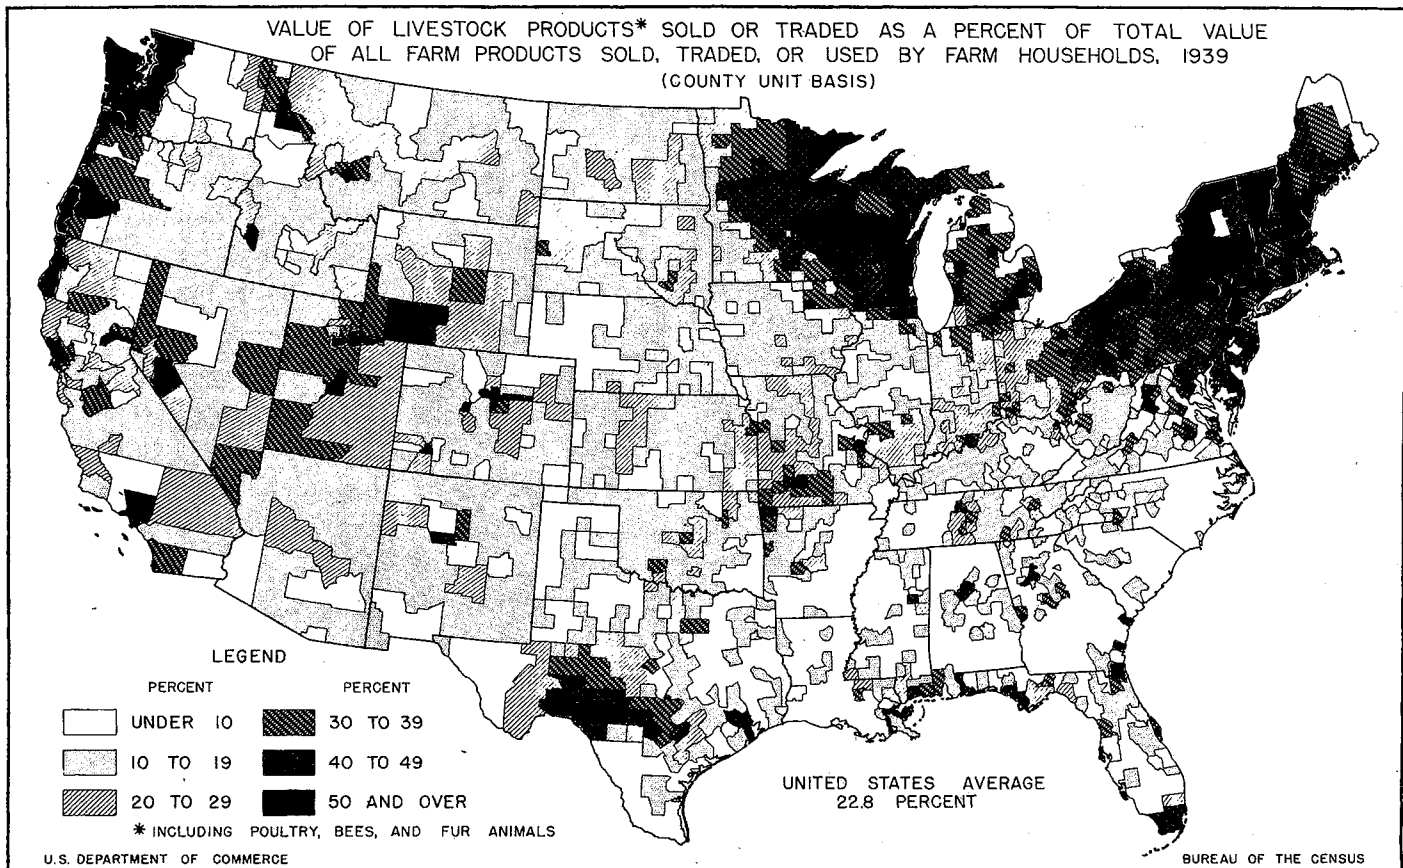 VALUE OF LIVESTOCK PRODUCTS* SOLD OR TRADED AS A PERCENT OF TOTAL VALUE
OF ALL FARM PRODUCTS SOLD, TRADED, OR USED BY FARM HOUSEHOLDS, 1939
(COUNTY UNIT BASIS)
LEGEND
PERCENT PERCENT
UNDER 10 30 TO 39
10 TO 19 40 TO 49
20 TO 29 50 AND OVER
* INCLUDING POULTRY, BEES, AND FUR ANIMALS
UNITED STATES AVERAGE
22.8 PERCENT
U.S. DEPARTMENT OF COMMERCE BUREAU OF THE CENSUS